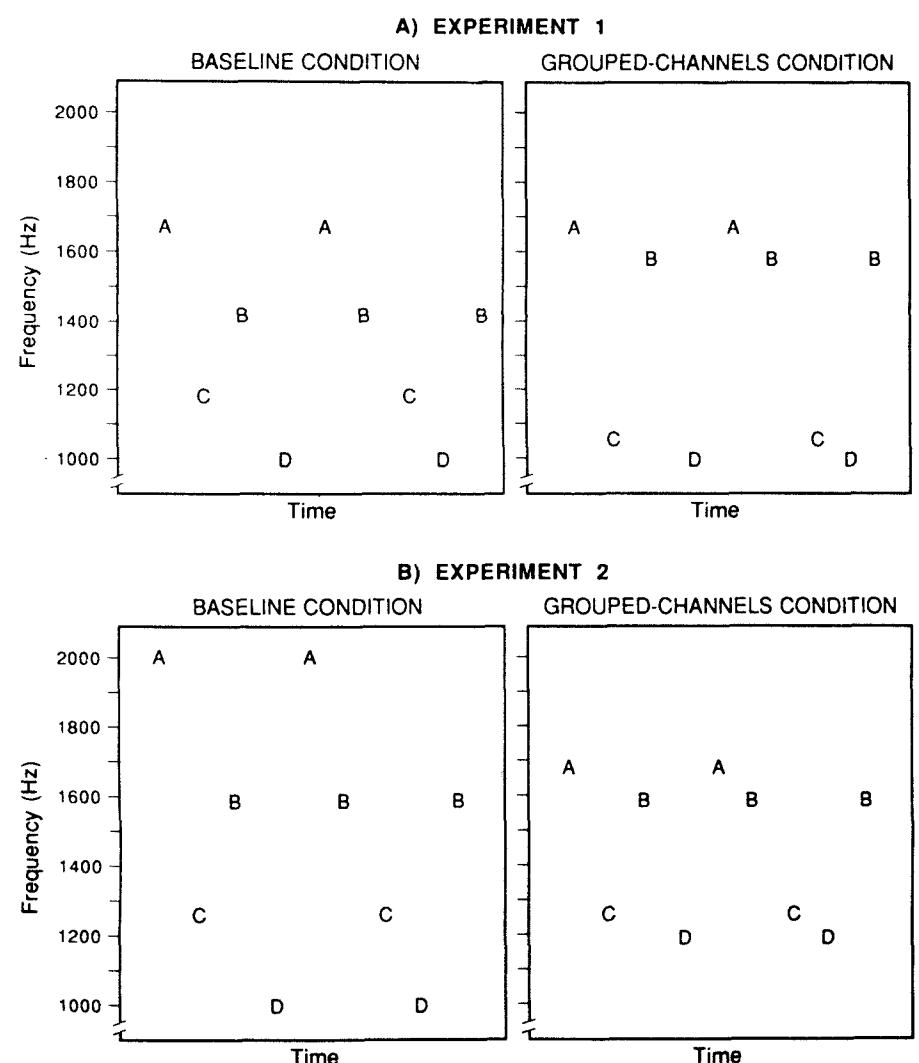 A) EXPERIMENT 1
BASELINE CONDITION
GROUPED-CHANNELS CONDITION
Frequency (Hz)
2000
1800
1600
1400
1200
1000
A A
B B B
C C
D D
A A
B B B
C C
D D
Time
Time
B) EXPERIMENT 2
BASELINE CONDITION
GROUPED-CHANNELS CONDITION
Frequency (Hz)
2000
1800
1600
1400
1200
1000
A A
B B B
C C
D D
A A
B B B
C C
D D
Time
Time